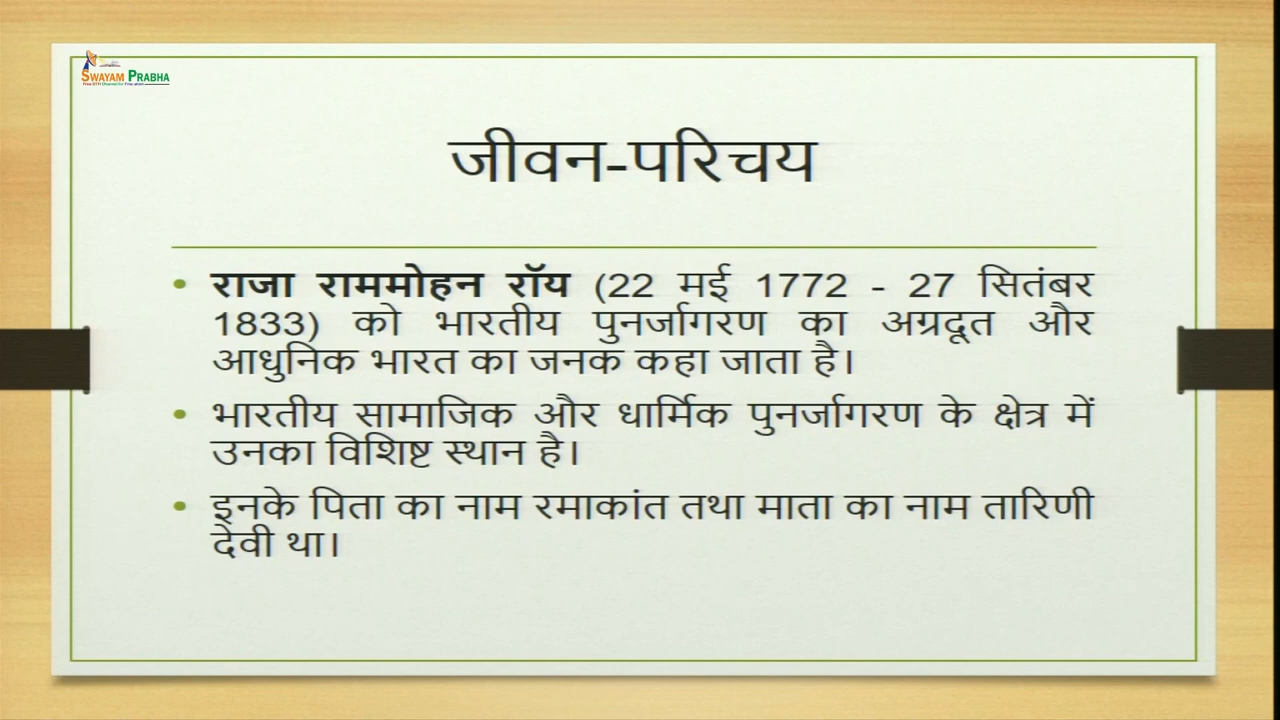 SWAYAM PRABHA
जीवन-परिचय
• राजा राममोहन रॉय (22 मई 1772 - 27 सितंबर
1833) को भारतीय पुनर्जागरण का अग्रदूत और
आधुनिक भारत का जनक कहा जाता है।
• भारतीय सामाजिक और धार्मिक पुनर्जागरण के क्षेत्र में
उनका विशिष्ट स्थान है।
• इनके पिता का नाम रमाकांत तथा माता का नाम तारिणी
देवी था।